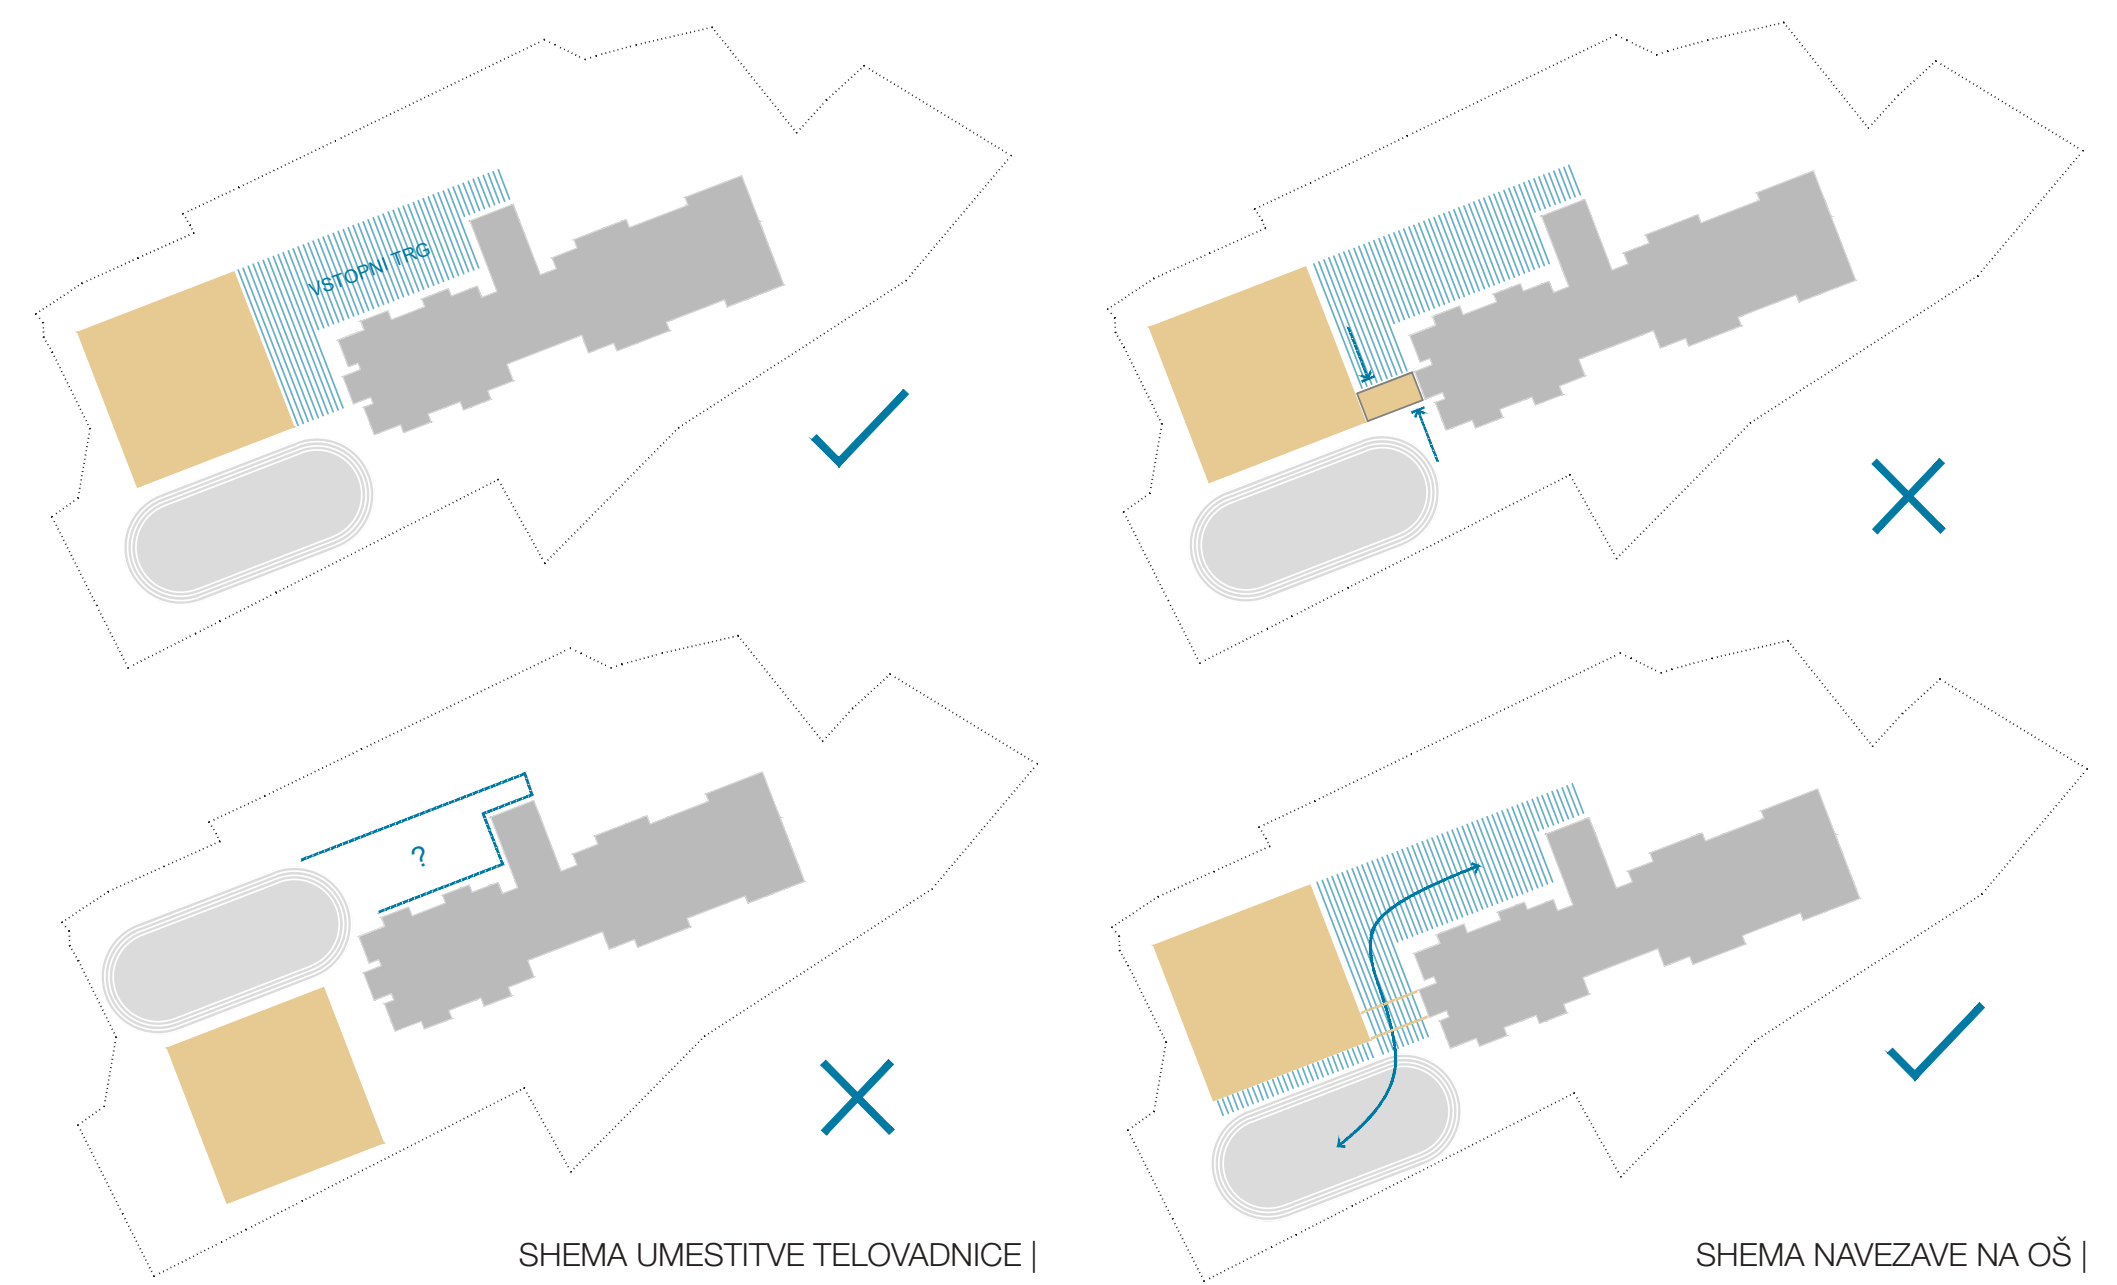 VSTOPNI TRG
?
SHEMA UMESTITVE TELOVADNICE |
SHEMA NAVEZAVE NA OŠ |